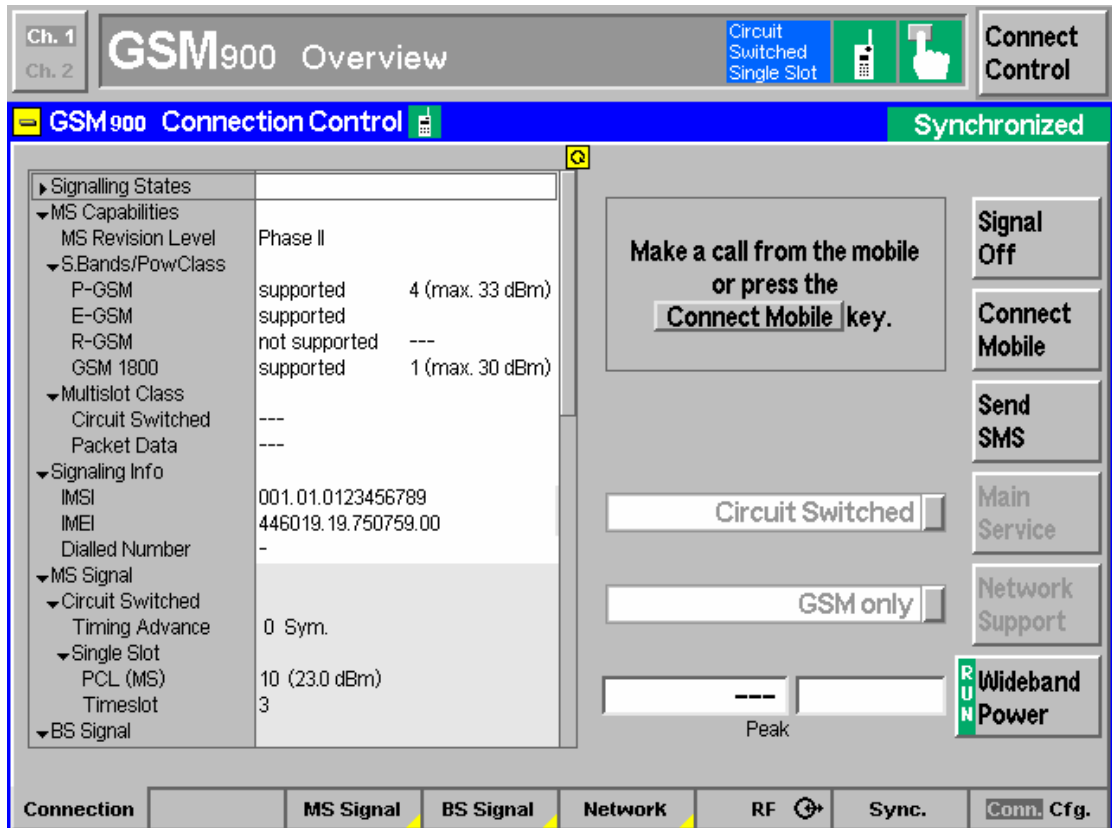 Ch. 1
Ch. 2
GSM900 Overview
Circuit
Switched
Single Slot
Connect
Control
GSM900 Connection Control
Synchronized
Signalling States
MS Capabilities
MS Revision Level Phase II
S.Bands/PowClass
P-GSM supported 4 (max. 33 dBm)
E-GSM supported
R-GSM not supported ---
GSM 1800 supported 1 (max. 30 dBm)
Multislot Class
Circuit Switched ---
Packet Data ---
Signaling Info
IMSI 001.01.0123456789
IMEI 446019.19.750759.00
Dialled Number -
MS Signal
Circuit Switched
Timing Advance 0 Sym.
Single Slot
PCL (MS) 10 (23.0 dBm)
Timeslot 3
BS Signal
Make a call from the mobile
or press the
Connect Mobile key.
Circuit Switched
GSM only
---
Peak
Signal
Off
Connect
Mobile
Send
SMS
Main
Service
Network
Support
RUN
Wideband
Power
Connection MS Signal BS Signal Network RF Sync. Conn. Cfg.